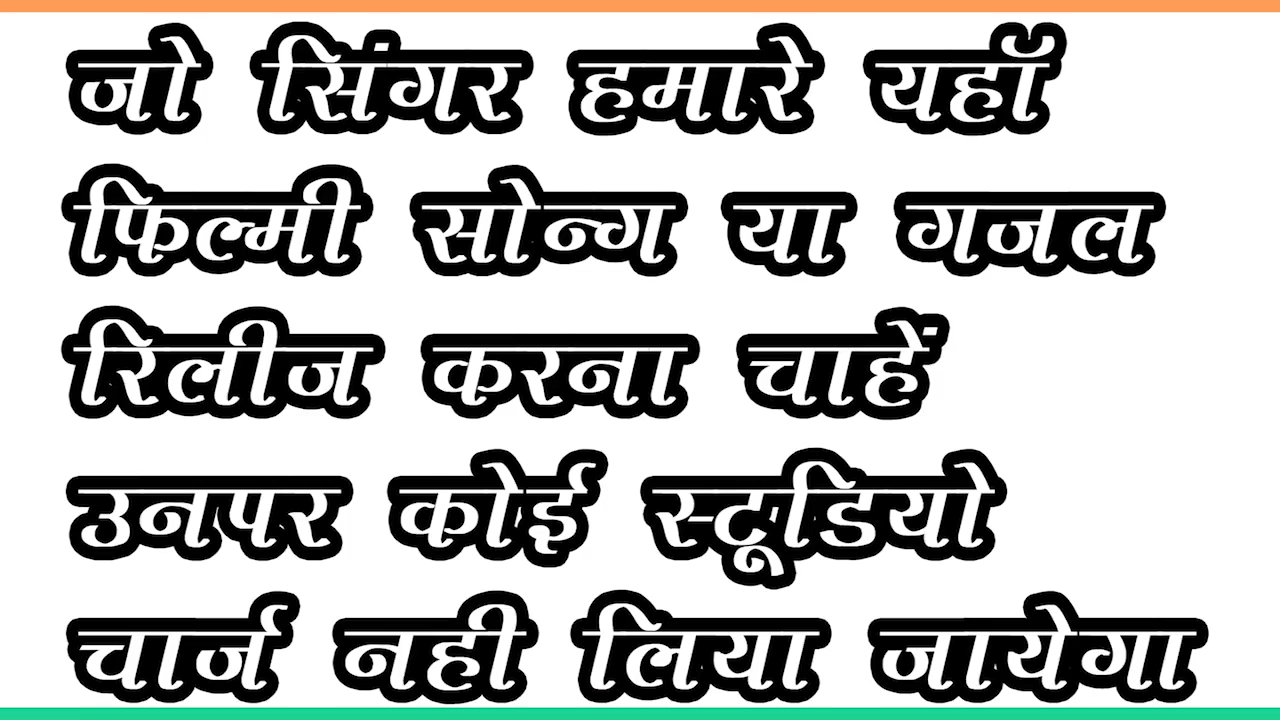 जो सिंगर हमारे यहॉ
फिल्मी सोन्ग या गजल
रिलीज करना चाहें
उनपर कोई स्टूडियो
चार्ज नही लिया जायेगा